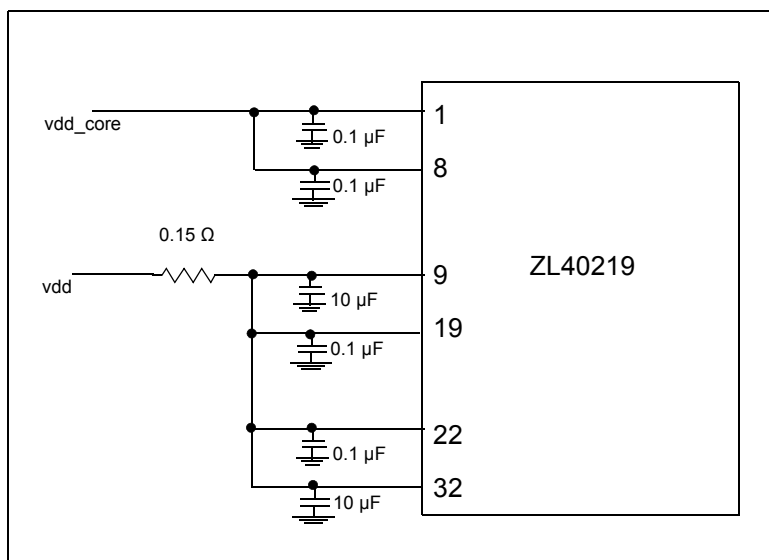 vdd_core
1
0.1 µF
8
0.1 µF
0.15 Ω
vdd
9
ZL40219
10 µF
19
0.1 µF
22
0.1 µF
32
10 µF